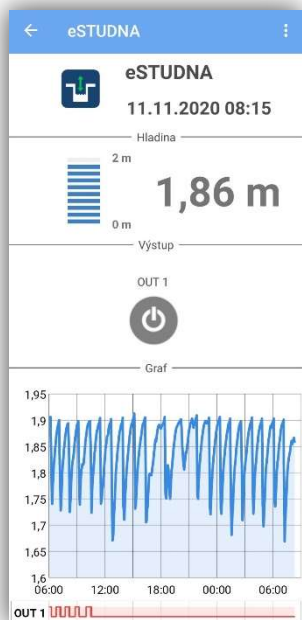 eSTUDNA
eSTUDNA
11.11.2020 08:15
Hladina
2 m
1,86 m
0 m
Výstup
OUT 1
Graf
1,95
1,9
1,85
1,8
1,75
1,7
1,65
1,6
06:00 12:00 18:00 00:00 06:00
OUT 1